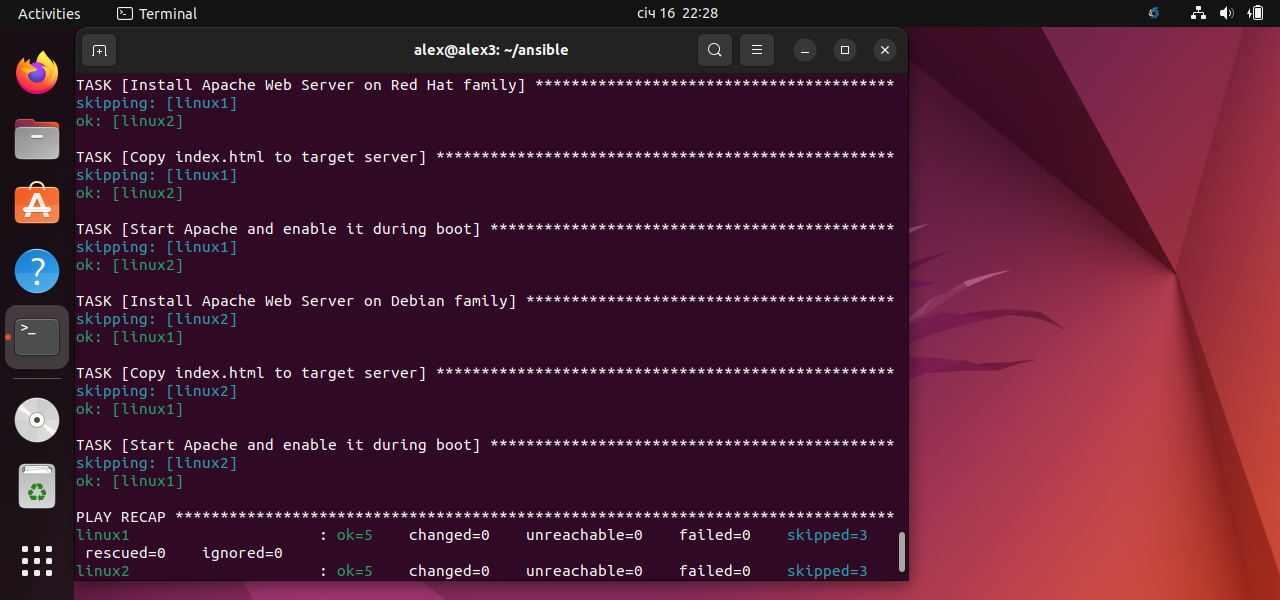 Activities
Terminal
січ 16 22:28
alex@alex3: ~/ansible
TASK [Install Apache Web Server on Red Hat family] ****************************************
skipping: [linux1]
ok: [linux2]
TASK [Copy index.html to target server] ***************************************************
skipping: [linux1]
ok: [linux2]
TASK [Start Apache and enable it during boot] *********************************************
skipping: [linux1]
ok: [linux2]
TASK [Install Apache Web Server on Debian family] *****************************************
skipping: [linux2]
ok: [linux1]
TASK [Copy index.html to target server] ***************************************************
skipping: [linux2]
ok: [linux1]
TASK [Start Apache and enable it during boot] *********************************************
skipping: [linux2]
ok: [linux1]
PLAY RECAP ********************************************************************************
linux1                     : ok=5    changed=0    unreachable=0    failed=0    skipped=3
 rescued=0    ignored=0
linux2                     : ok=5    changed=0    unreachable=0    failed=0    skipped=3